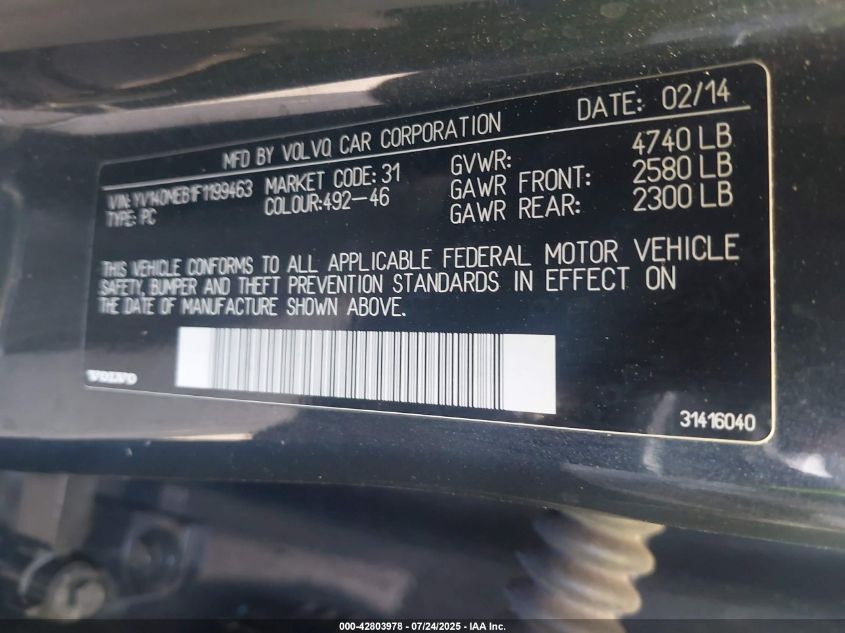 MFD BY VOLVO CAR CORPORATION DATE: 02/14
VIN: YV140MEB1F1199463 MARKET CODE: 31 GVWR: 4740 LB
TYPE: PC COLOUR:492-46 GAWR FRONT: 2580 LB
GAWR REAR: 2300 LB
THIS VEHICLE CONFORMS TO ALL APPLICABLE FEDERAL MOTOR VEHICLE
SAFETY, BUMPER AND THEFT PREVENTION STANDARDS IN EFFECT ON
THE DATE OF MANUFACTURE SHOWN ABOVE.
VOLVO
31416040
000-42803978 - 07/24/2025 - IAA Inc.